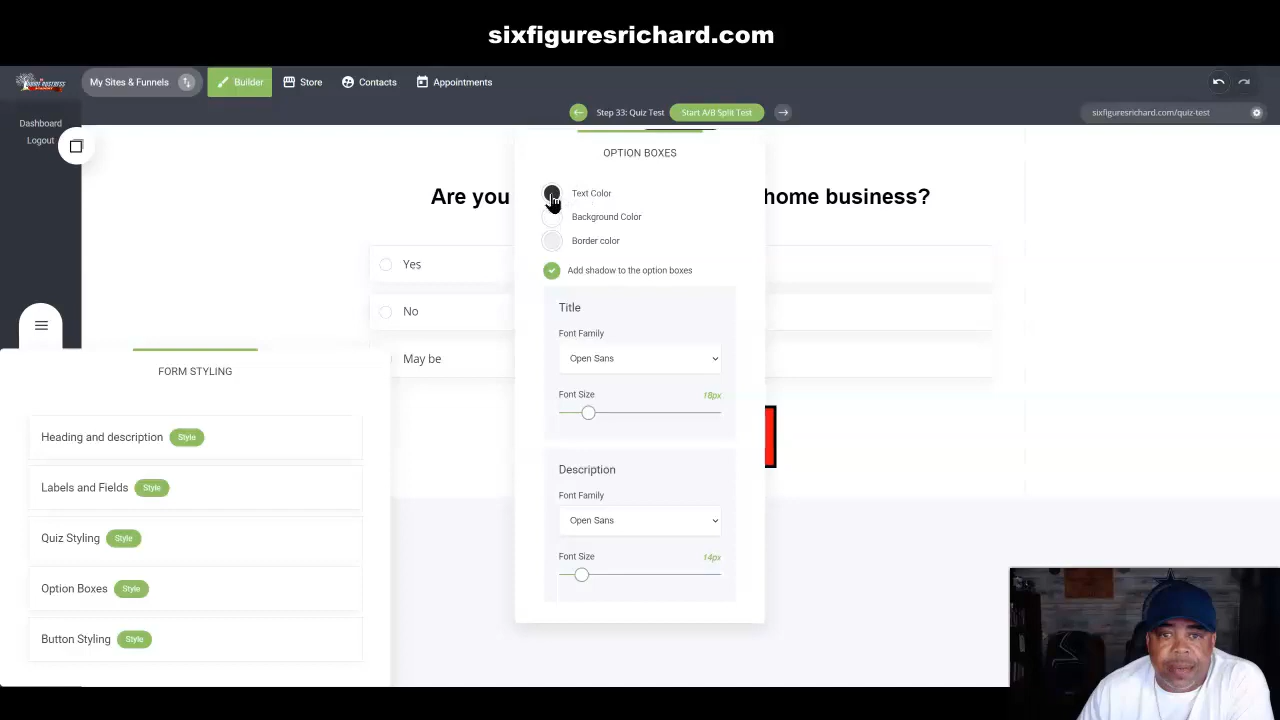 sixfiguresrichard.com
My Sites & Funnels
Builder
Store
Contacts
Appointments
Dashboard
Logout
Step 33: Quiz Test
Start A/B Split Test
sixfiguresrichard.com/quiz-test
Are you
home business?
Yes
No
May be
OPTION BOXES
Text Color
Background Color
Border color
Add shadow to the option boxes
Title
Font Family
Open Sans
Font Size
18px
Description
Font Family
Open Sans
Font Size
14px
FORM STYLING
Heading and description Style
Labels and Fields Style
Quiz Styling Style
Option Boxes Style
Button Styling Style